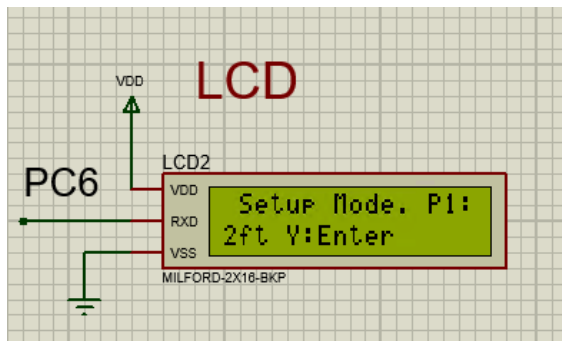 LCD
VDD
LCD2
PC6
VDD
Setup Mode. P1:
RXD
2ft Y:Enter
VSS
MILFORD-2X16-BKP